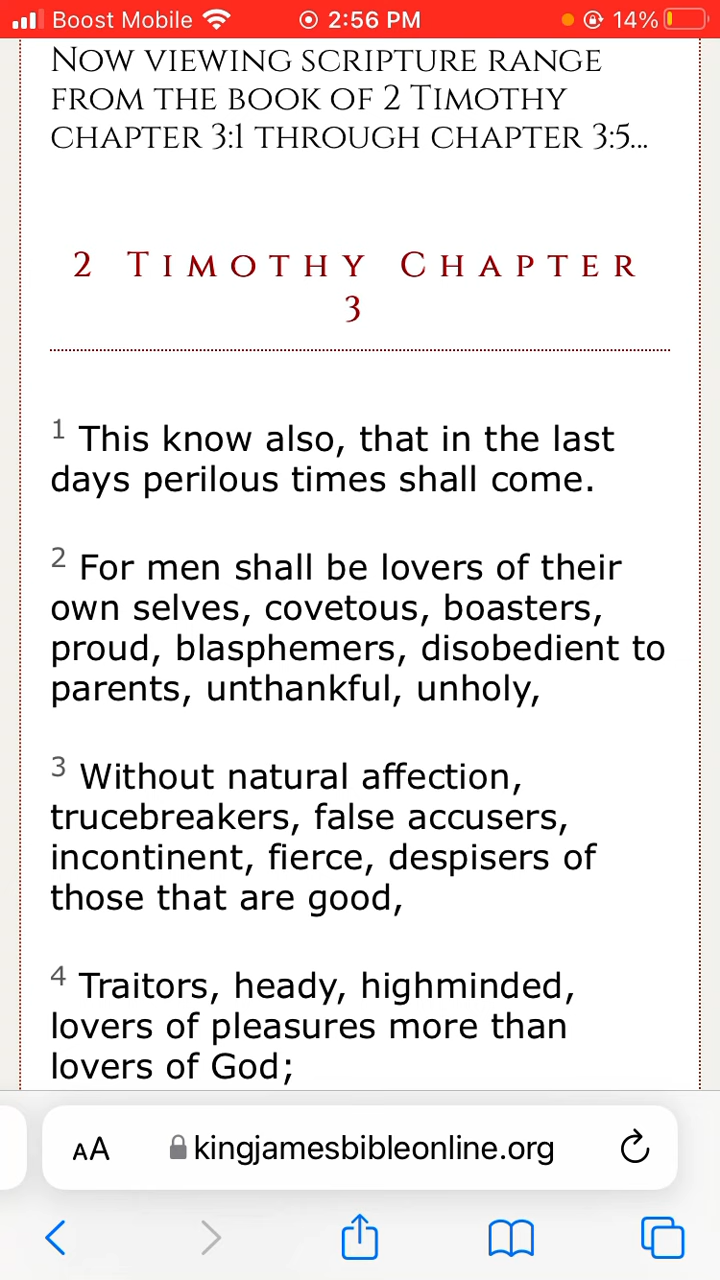 Boost Mobile 2:56 PM 14%
NOW VIEWING SCRIPTURE RANGE
FROM THE BOOK OF 2 TIMOTHY
CHAPTER 3:1 THROUGH CHAPTER 3:5...
2 TIMOTHY CHAPTER
3
1 This know also, that in the last
days perilous times shall come.
2 For men shall be lovers of their
own selves, covetous, boasters,
proud, blasphemers, disobedient to
parents, unthankful, unholy,
3 Without natural affection,
trucebreakers, false accusers,
incontinent, fierce, despisers of
those that are good,
4 Traitors, heady, highminded,
lovers of pleasures more than
lovers of God;
AA kingjamesbibleonline.org